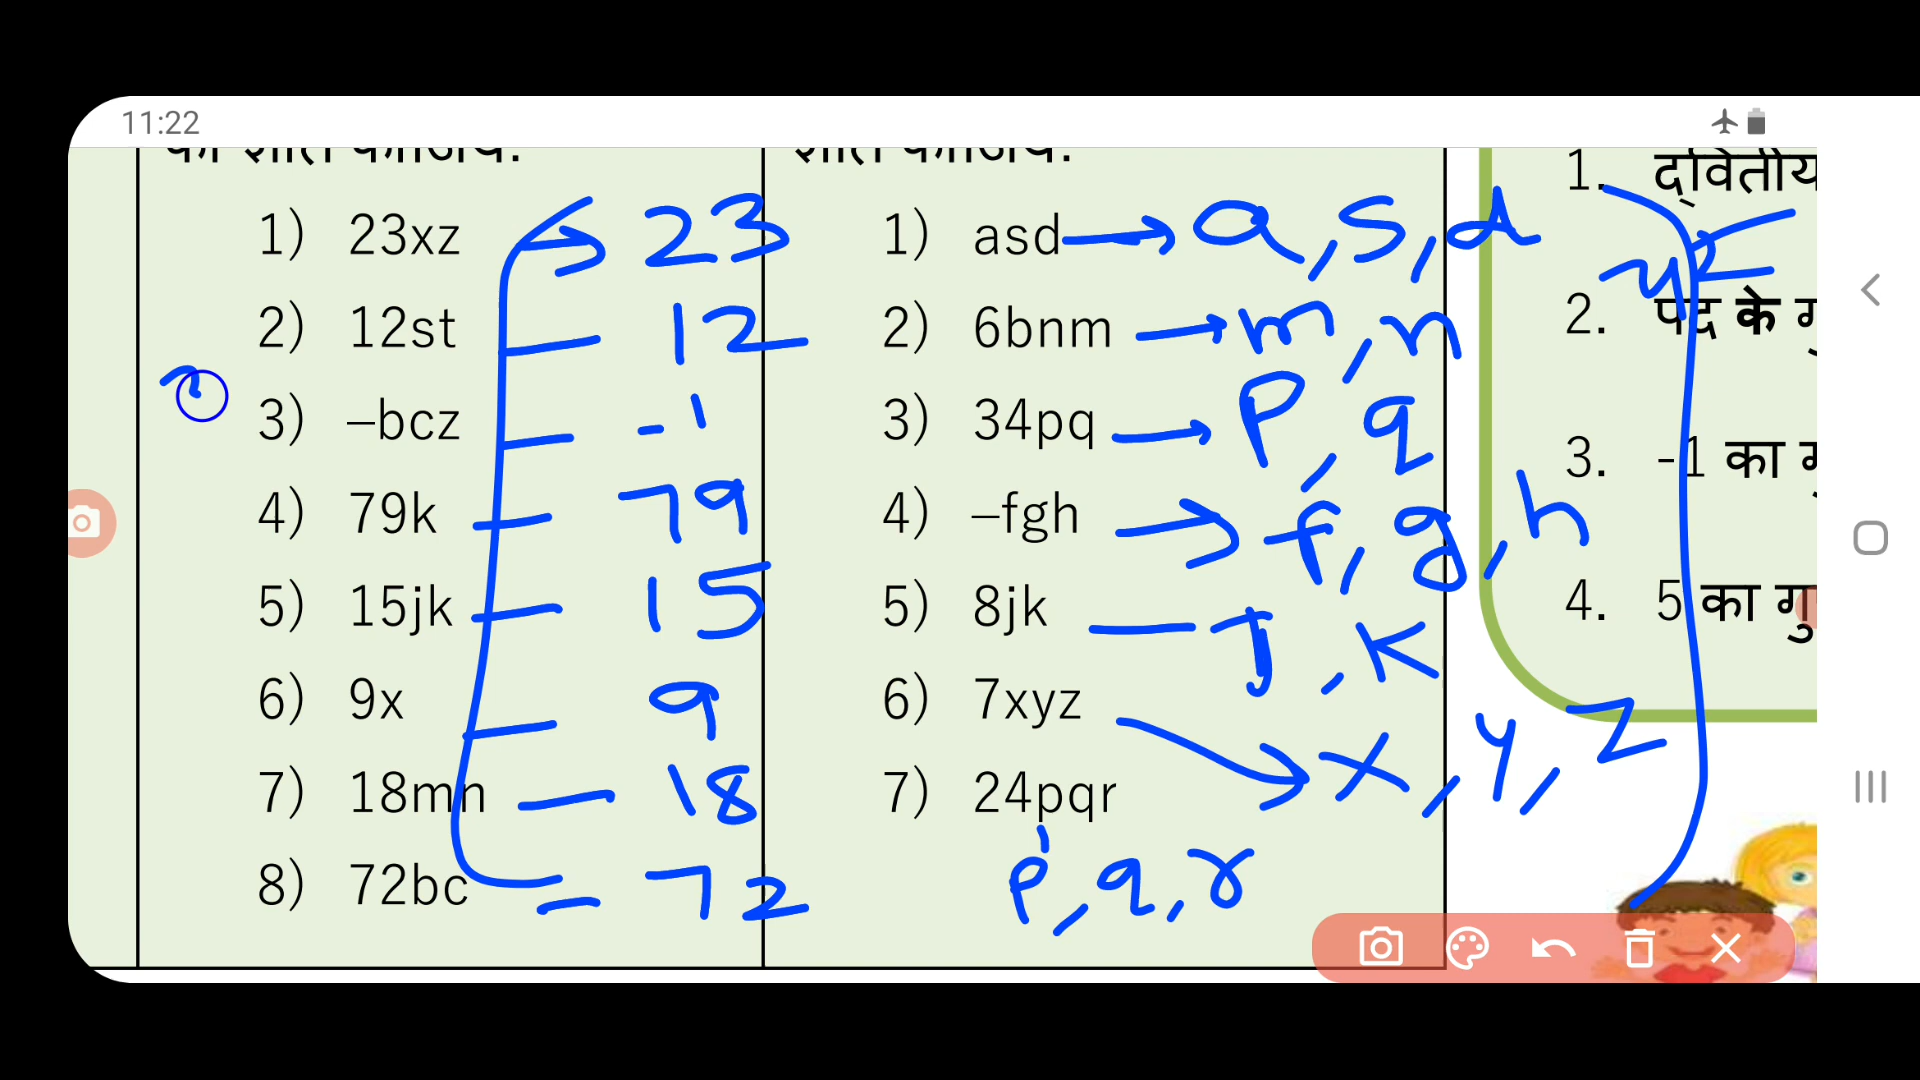 11:22
1) 23xz → 23
2) 12st — 12
3) –bcz — -1
4) 79k — 79
5) 15jk — 15
6) 9x — 9
7) 18mn — 18
8) 72bc = 72
1) asd → a, s, d
2) 6bnm → m, n
3) 34pq → p, q
4) –fgh → f, g, h
5) 8jk — J, K
6) 7xyz → x, y, z
7) 24pqr
p, q, r
1. द्वितीय
2. पद के गु
3. -1 का गु
4. 5 का गु